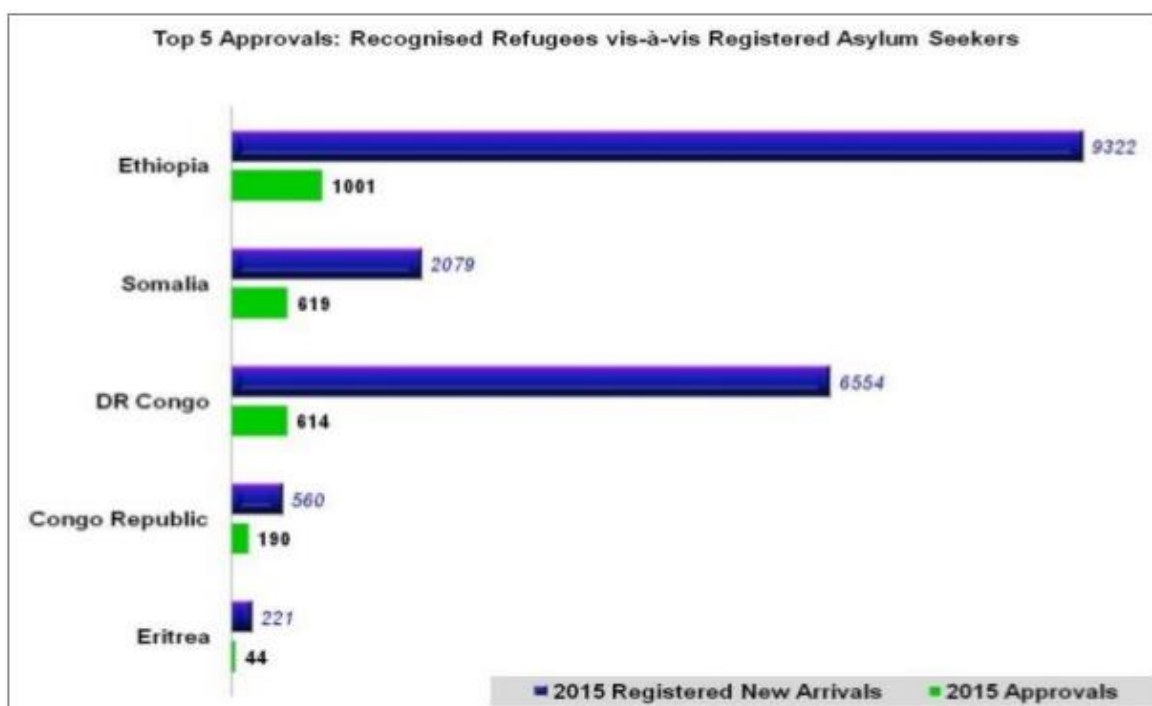 Top 5 Approvals: Recognised Refugees vis-à-vis Registered Asylum Seekers
Ethiopia
9322
1001
Somalia
2079
619
DR Congo
6554
614
Congo Republic
560
190
Eritrea
221
44
2015 Registered New Arrivals
2015 Approvals